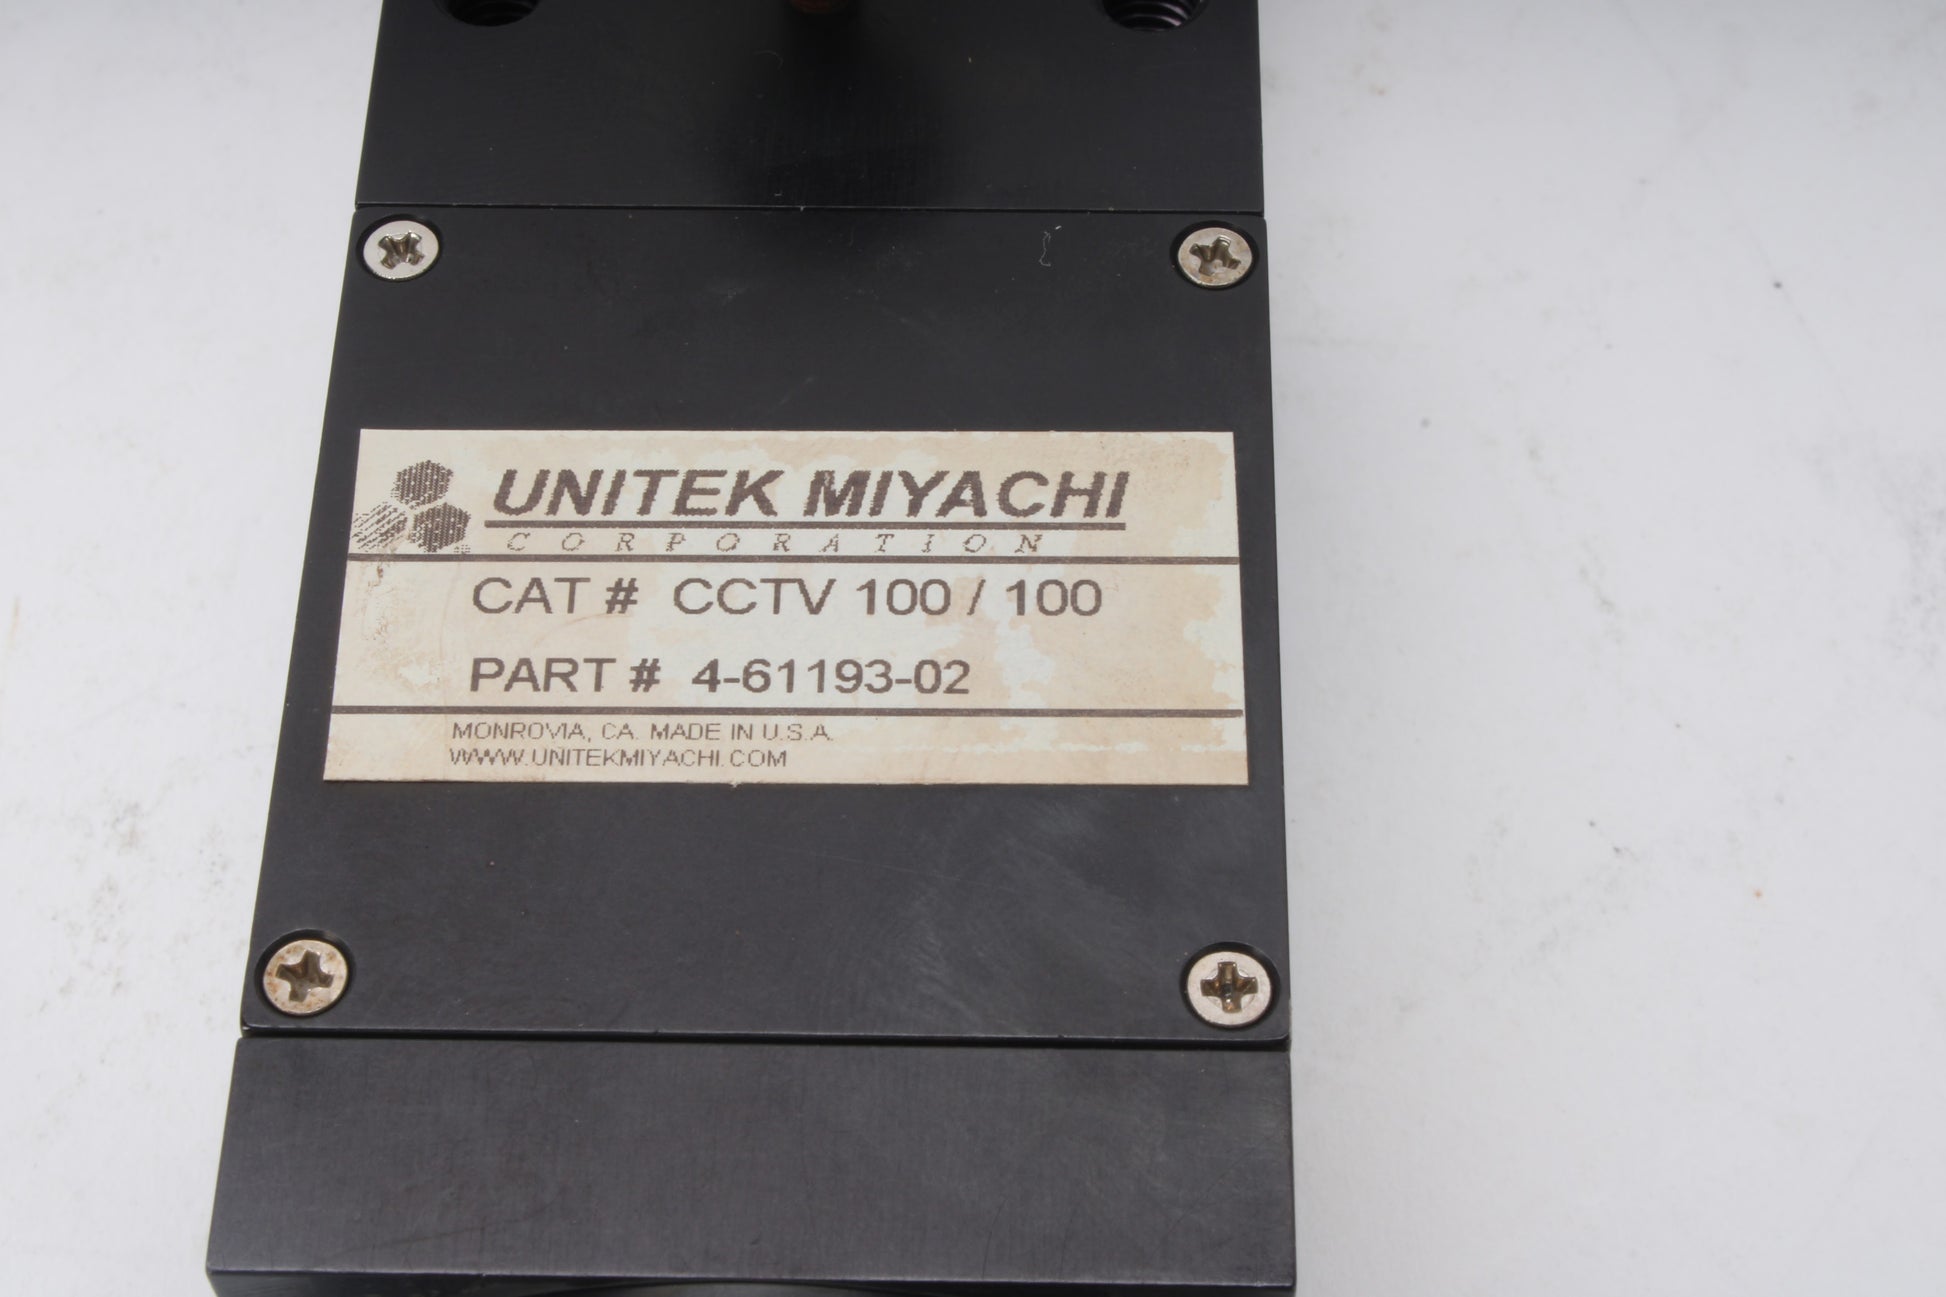 UNITEK MIYACHI
CORPORATION
CAT # CCTV 100 / 100
PART # 4-61193-02
MONROVIA, CA. MADE IN U.S.A.
WWW.UNITEKMIYACHI.COM